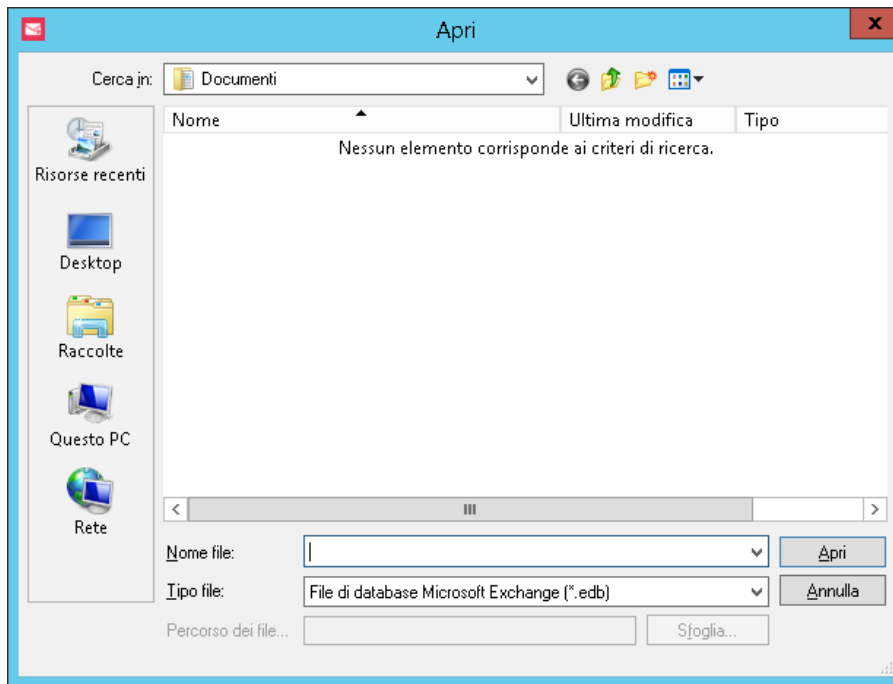 Apri
x
Cerca in:
Documenti
Nome
Ultima modifica
Tipo
Nessun elemento corrisponde ai criteri di ricerca.
Risorse recenti
Desktop
Raccolte
Questo PC
Rete
Nome file:
Apri
Tipo file:
File di database Microsoft Exchange (*.edb)
Annulla
Percorso dei file...
Sfoglia...